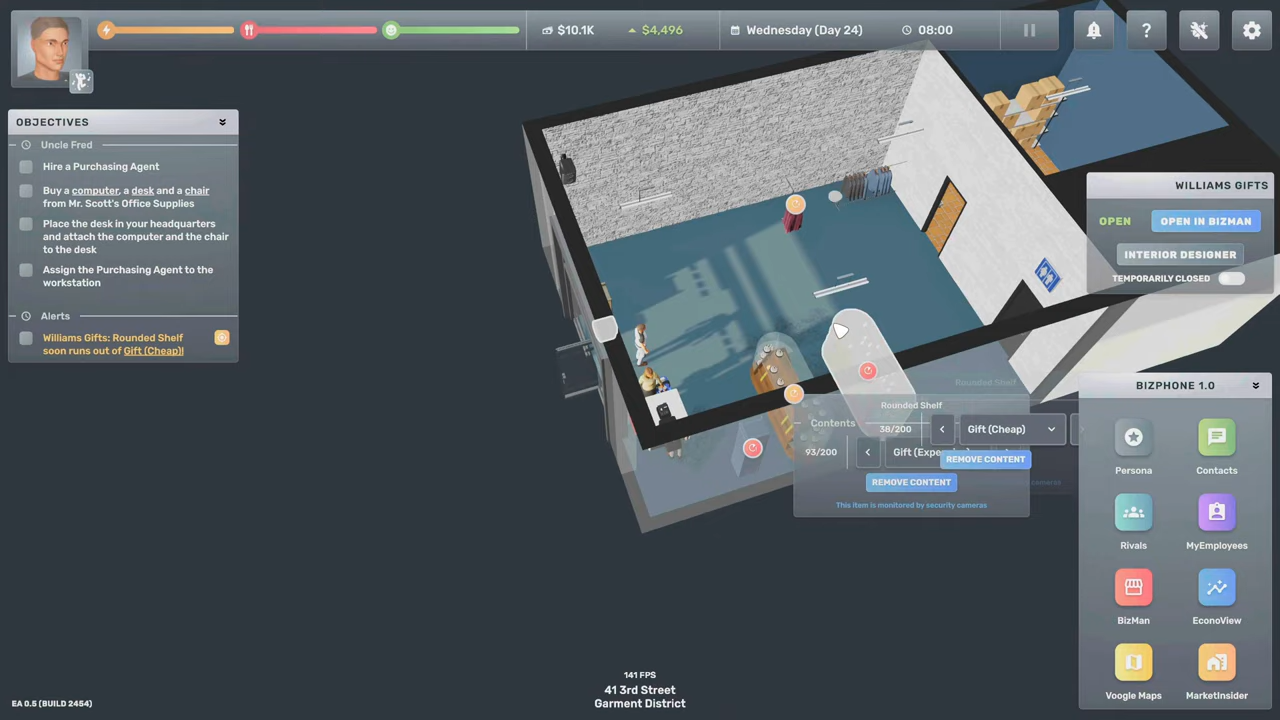 $10.1K
$4,496
Wednesday (Day 24)
08:00
OBJECTIVES
Uncle Fred
Hire a Purchasing Agent
Buy a computer, a desk and a chair
from Mr. Scott's Office Supplies
Place the desk in your headquarters
and attach the computer and the chair
to the desk
Assign the Purchasing Agent to the
workstation
Alerts
Williams Gifts: Rounded Shelf
soon runs out of Gift (Cheap)!
WILLIAMS GIFTS
OPEN
OPEN IN BIZMAN
INTERIOR DESIGNER
TEMPORARILY CLOSED
Rounded Shelf
Rounded Shelf
Contents
38/200
Gift (Cheap)
93/200
REMOVE CONTENT
REMOVE CONTENT
This item is monitored by security cameras
BIZPHONE 1.0
Persona
Contacts
Rivals
MyEmployees
BizMan
EconoView
Voogle Maps
MarketInsider
141 FPS
41 3rd Street
Garment District
EA 0.5 (BUILD 2454)